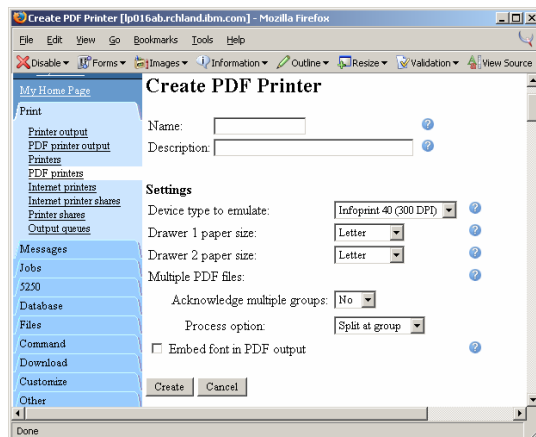 Create PDF Printer [lp016ab.rchland.ibm.com] - Mozilla Firefox
File Edit View Go Bookmarks Tools Help
Disable Forms Images Information Outline Resize Validation View Source
My Home Page
Print
Printer output
PDF printer output
Printers
PDF printers
Internet printers
Internet printer shares
Printer shares
Output queues
Messages
Jobs
5250
Database
Files
Command
Download
Customize
Other
Create PDF Printer
Name:
Description:
Settings
Device type to emulate: Infoprint 40 (300 DPI)
Drawer 1 paper size: Letter
Drawer 2 paper size: Letter
Multiple PDF files:
Acknowledge multiple groups: No
Process option: Split at group
Embed font in PDF output
Create Cancel
Done